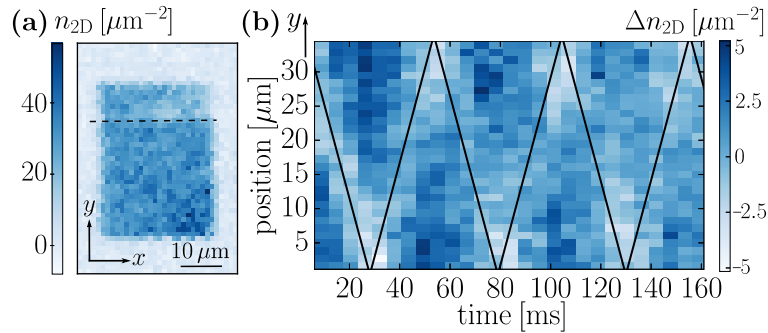 (a) n₂D [μm⁻²]
40
20
0
y
x
10 μm
(b) y
Δn₂D [μm⁻²]
position [μm]
30
25
20
15
10
5
20 40 60 80 100 120 140 160
time [ms]
5
2.5
0
−2.5
−5